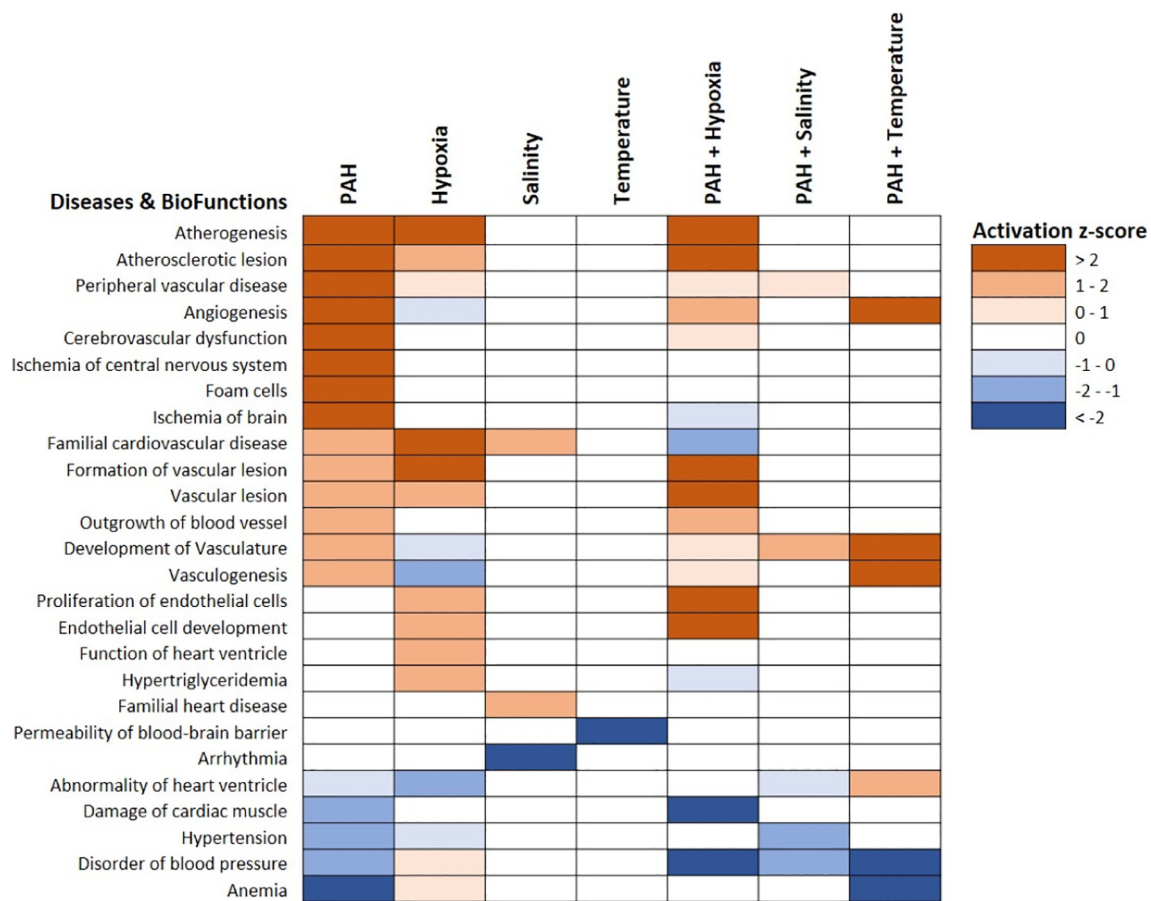 PAH
Hypoxia
Salinity
Temperature
PAH + Hypoxia
PAH + Salinity
PAH + Temperature
Diseases & BioFunctions
Atherogenesis
Atherosclerotic lesion
Peripheral vascular disease
Angiogenesis
Cerebrovascular dysfunction
Ischemia of central nervous system
Foam cells
Ischemia of brain
Familial cardiovascular disease
Formation of vascular lesion
Vascular lesion
Outgrowth of blood vessel
Development of Vasculature
Vasculogenesis
Proliferation of endothelial cells
Endothelial cell development
Function of heart ventricle
Hypertriglyceridemia
Familial heart disease
Permeability of blood-brain barrier
Arrhythmia
Abnormality of heart ventricle
Damage of cardiac muscle
Hypertension
Disorder of blood pressure
Anemia
Activation z-score
> 2
1 - 2
0 - 1
0
-1 - 0
-2 - -1
< -2